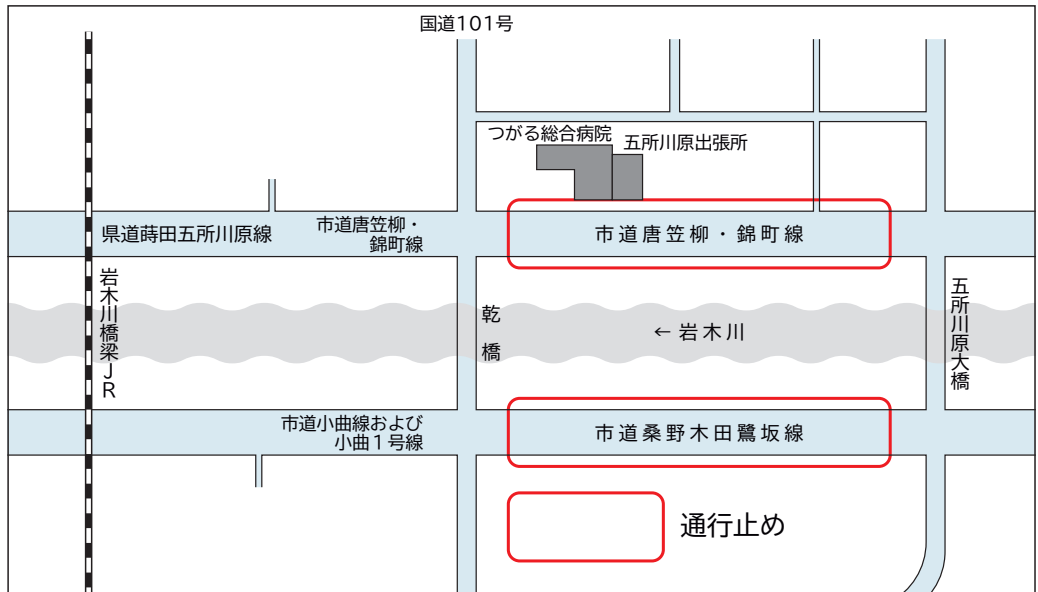 国道101号
つがる総合病院
五所川原出張所
県道蒔田五所川原線
市道唐笠柳・
錦町線
市道唐笠柳・錦町線
岩木川橋梁JR
乾橋
←岩木川
五所川原大橋
市道小曲線および
小曲1号線
市道桑野木田鷺坂線
通行止め